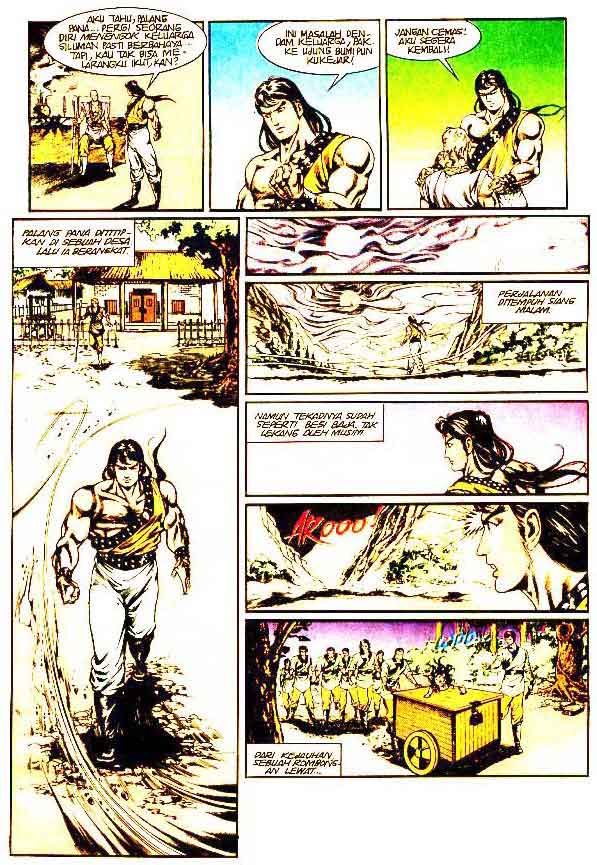 AKU TAHU, PALANG
PANA... PERGI SEORANG
DIRI MENENGOK KELUARGA
SILUMAN PASTI BERBAHAYA-
TAPI, KAU TAK BISA ME-
LARANGKU IKUT, KAN?
INI MASALAH DEN-
DAM KELUARGA, PAK.
KE UJUNG BUMI PUN
KUKEJAR!
JANGAN CEMAS!
AKU SEGERA
KEMBALI!
PALANG PANA DITITIP-
KAN DI SEBUAH DESA
LALU IA BERANGKAT.
PERJALANAN
DITEMPUH SIANG
MALAM.
NAMUN TEKADNYA SUDAH
SEPERTI BESI BAJA, TAK
LEKANG OLEH MUSIM!
AROOO!
DARI KEJAUHAN
SEBUAH ROMBONG-
AN LEWAT...